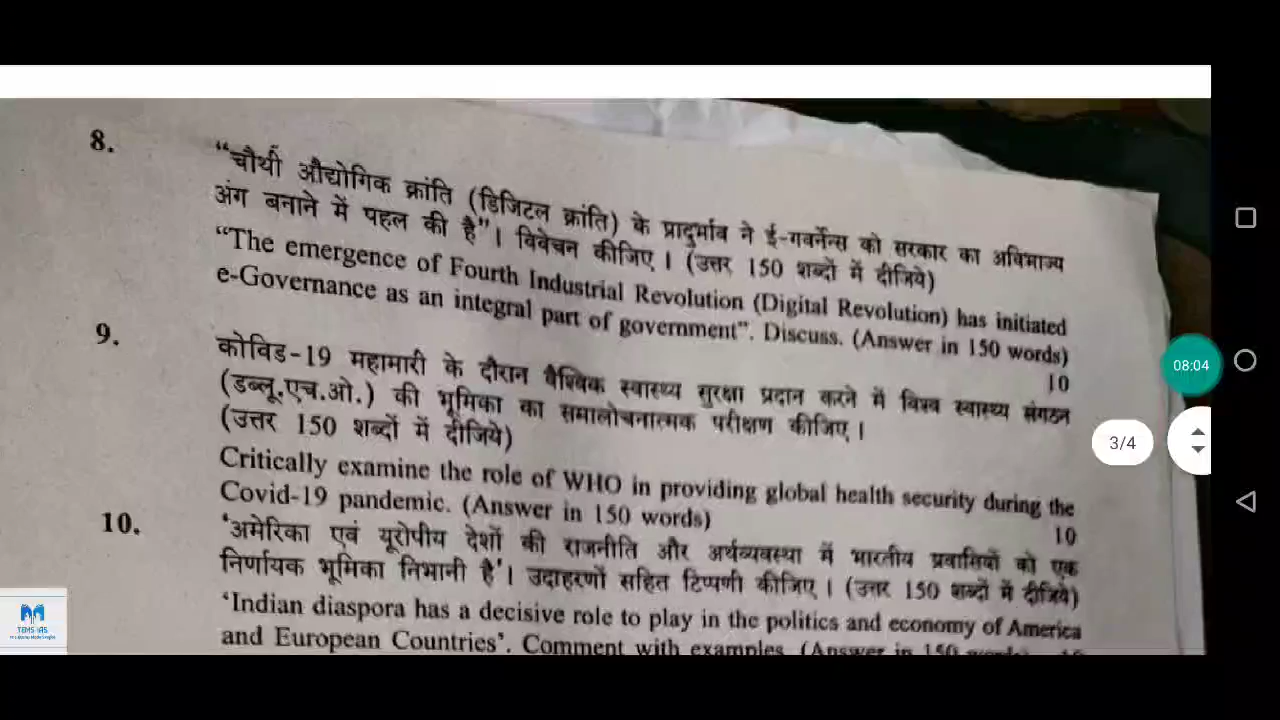 8.
“चौथी औद्योगिक क्रांति (डिजिटल क्रांति) के प्रादुर्भाव ने ई-गवर्नेन्स को सरकार का अविभाज्य
अंग बनाने में पहल की है”। विवेचन कीजिए। (उत्तर 150 शब्दों में दीजिये)
“The emergence of Fourth Industrial Revolution (Digital Revolution) has initiated
e-Governance as an integral part of government”. Discuss. (Answer in 150 words)
10
9.
कोविड-19 महामारी के दौरान वैश्विक स्वास्थ्य सुरक्षा प्रदान करने में विश्व स्वास्थ्य संगठन
(डब्लू.एच.ओ.) की भूमिका का समालोचनात्मक परीक्षण कीजिए।
(उत्तर 150 शब्दों में दीजिये)
Critically examine the role of WHO in providing global health security during the
Covid-19 pandemic. (Answer in 150 words)
10
10.
‘अमेरिका एवं यूरोपीय देशों की राजनीति और अर्थव्यवस्था में भारतीय प्रवासियों को एक
निर्णायक भूमिका निभानी है’। उदाहरणों सहित टिप्पणी कीजिए। (उत्तर 150 शब्दों में दीजिये)
‘Indian diaspora has a decisive role to play in the politics and economy of America
and European Countries’. Comment with examples. (Answer in 150
08:04
3/4